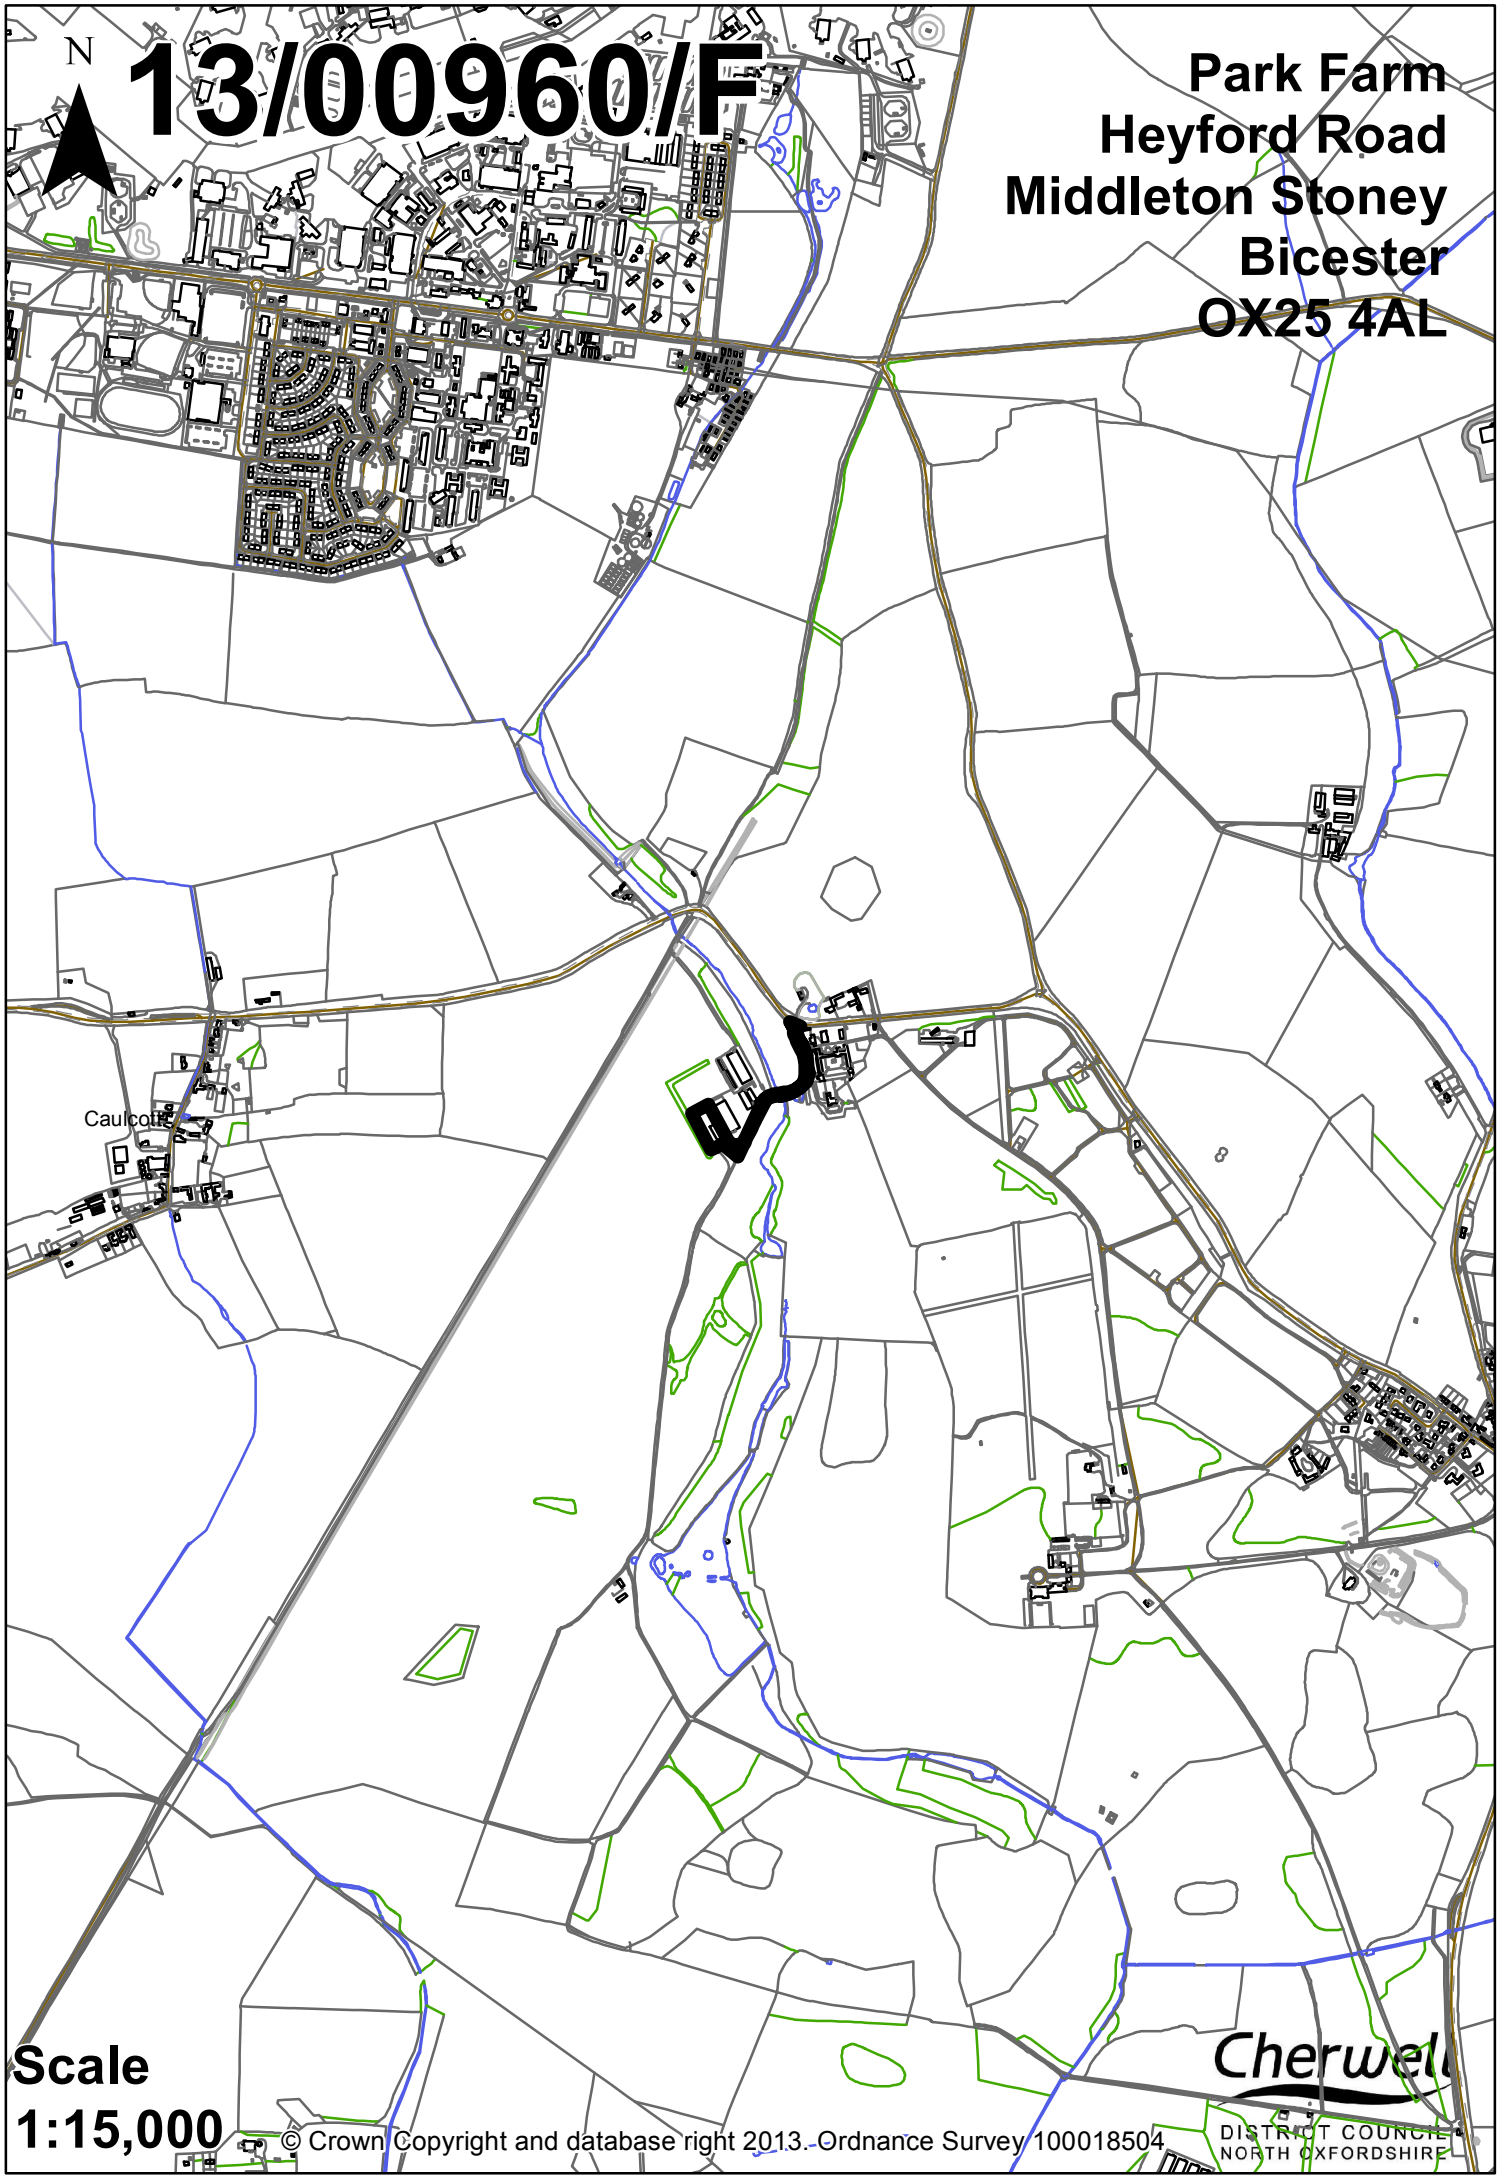 N
13/00960/F
Park Farm
Heyford Road
Middleton Stoney
Bicester
OX25 4AL
Caulcott
Scale
1:15,000
© Crown Copyright and database right 2013. Ordnance Survey 100018504
Cherwell
DISTRICT COUNCIL
NORTH OXFORDSHIRE